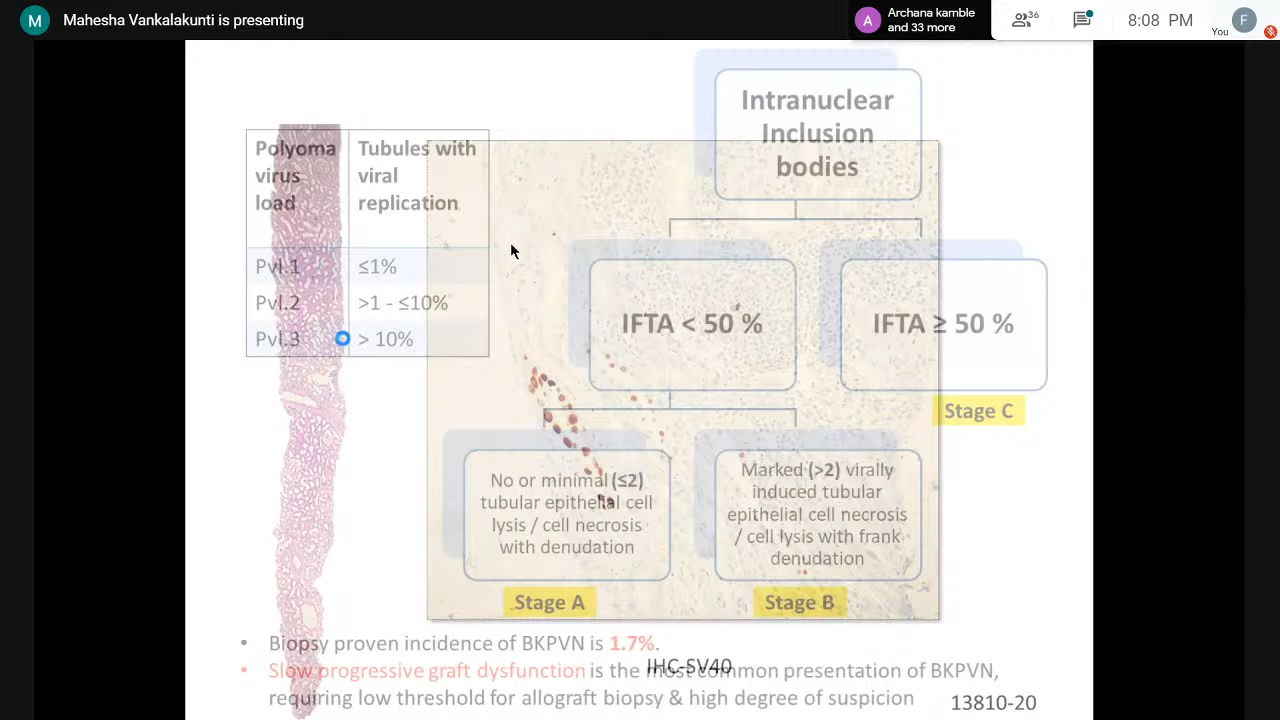 M Mahesha Vankalakunti is presenting
A Archana kamble
and 33 more
36
8:08 PM
You
F
Polyoma virus load
Tubules with viral replication
Pvl.1 ≤1%
Pvl.2 >1 - ≤10%
Pvl.3 > 10%
Intranuclear
Inclusion
bodies
IFTA < 50 %
IFTA ≥ 50 %
Stage C
No or minimal (≤2)
tubular epithelial cell
lysis / cell necrosis
with denudation
Stage A
Marked (>2) virally
induced tubular
epithelial cell necrosis
/ cell lysis with frank
denudation
Stage B
• Biopsy proven incidence of BKPVN is 1.7%.
IHC-SV40
• Slow progressive graft dysfunction is the most common presentation of BKPVN,
requiring low threshold for allograft biopsy & high degree of suspicion
13810-20